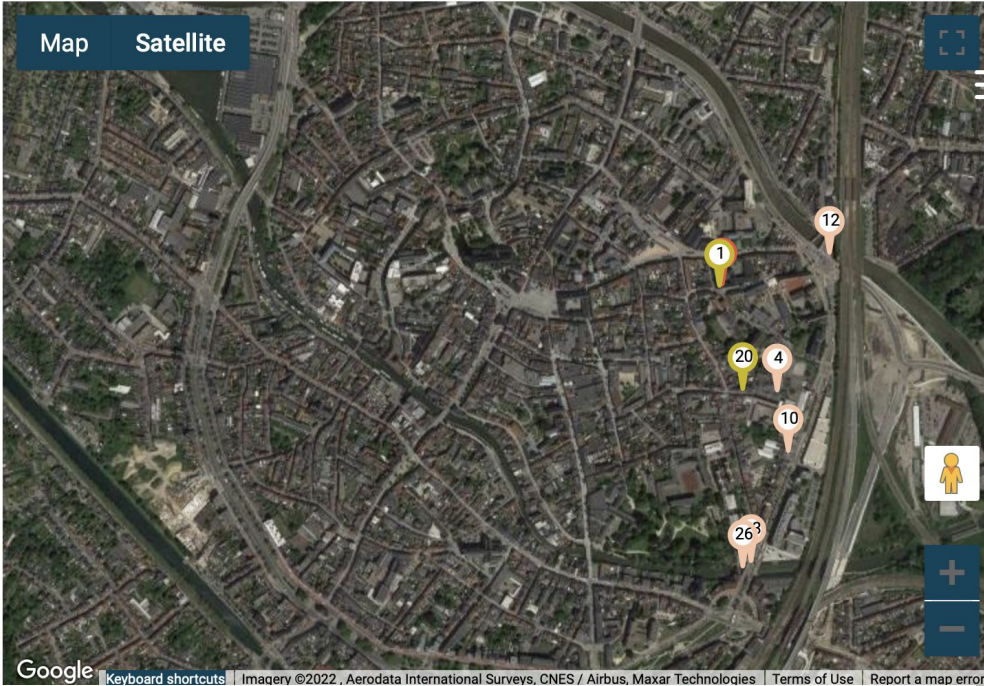 Map Satellite
12
1
20 4
10
26 3
Google Keyboard shortcuts Imagery ©2022 , Aerodata International Surveys, CNES / Airbus, Maxar Technologies Terms of Use Report a map error